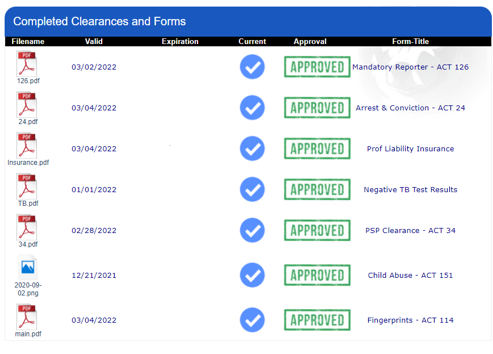 Completed Clearances and Forms
Filename Valid Expiration Current Approval Form-Title
PDF
126.pdf 03/02/2022 APPROVED Mandatory Reporter - ACT 126
PDF
24.pdf 03/04/2022 APPROVED Arrest & Conviction - ACT 24
PDF
Insurance.pdf 03/04/2022 APPROVED Prof Liability Insurance
PDF
TB.pdf 01/01/2022 APPROVED Negative TB Test Results
PDF
34.pdf 02/28/2022 APPROVED PSP Clearance - ACT 34
2020-09-
02.png 12/21/2021 APPROVED Child Abuse - ACT 151
PDF
main.pdf 03/04/2022 APPROVED Fingerprints - ACT 114